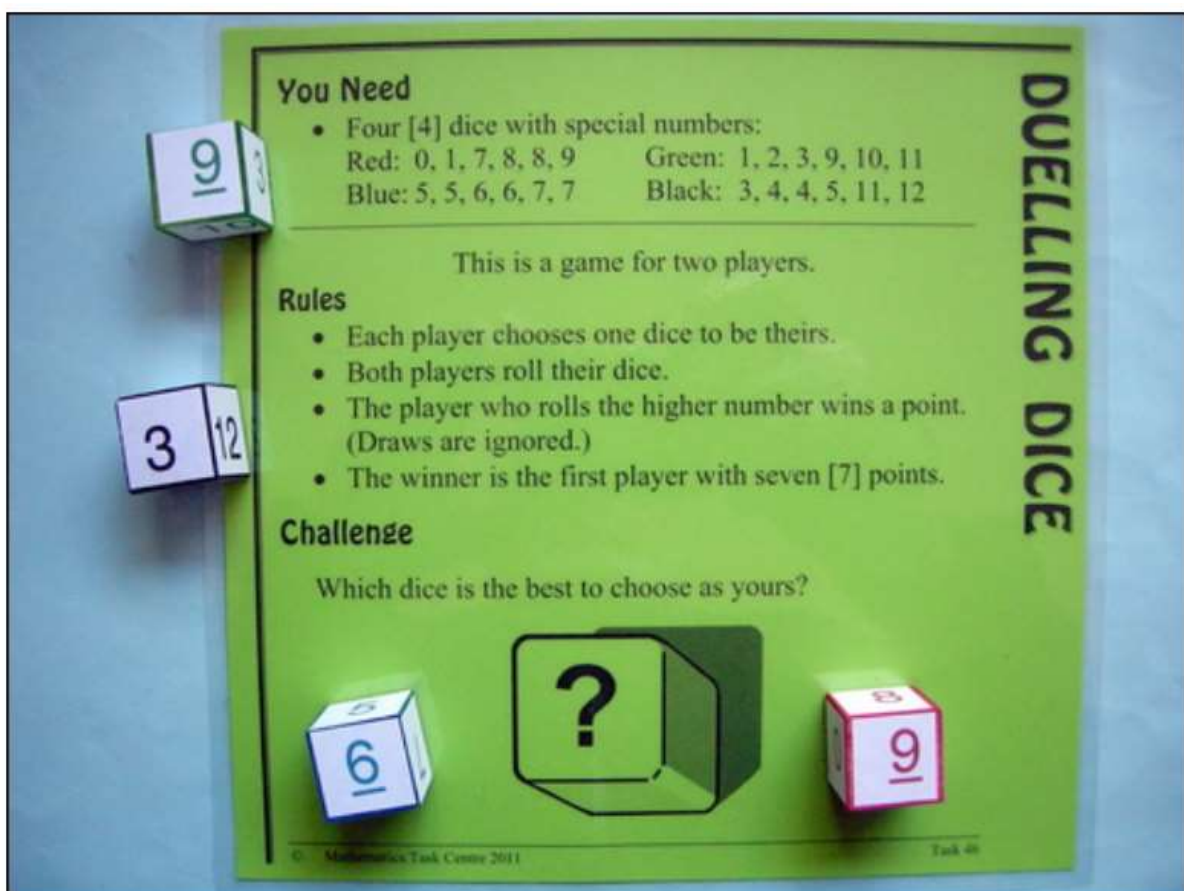 DUELLING DICE
You Need
• Four [4] dice with special numbers:
Red: 0, 1, 7, 8, 8, 9 Green: 1, 2, 3, 9, 10, 11
Blue: 5, 5, 6, 6, 7, 7 Black: 3, 4, 4, 5, 11, 12
This is a game for two players.
Rules
• Each player chooses one dice to be theirs.
• Both players roll their dice.
• The player who rolls the higher number wins a point.
(Draws are ignored.)
• The winner is the first player with seven [7] points.
Challenge
Which dice is the best to choose as yours?
?
© Mathematics Task Centre 2011
Task 46
9
3
10
3
12
5
6
8
9